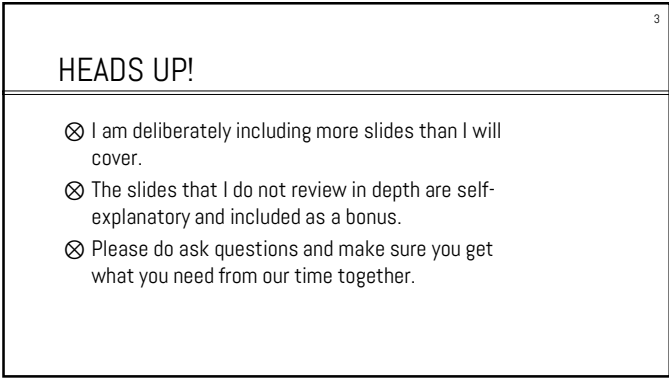 3
HEADS UP!
⊗ I am deliberately including more slides than I will
cover.
⊗ The slides that I do not review in depth are self-
explanatory and included as a bonus.
⊗ Please do ask questions and make sure you get
what you need from our time together.